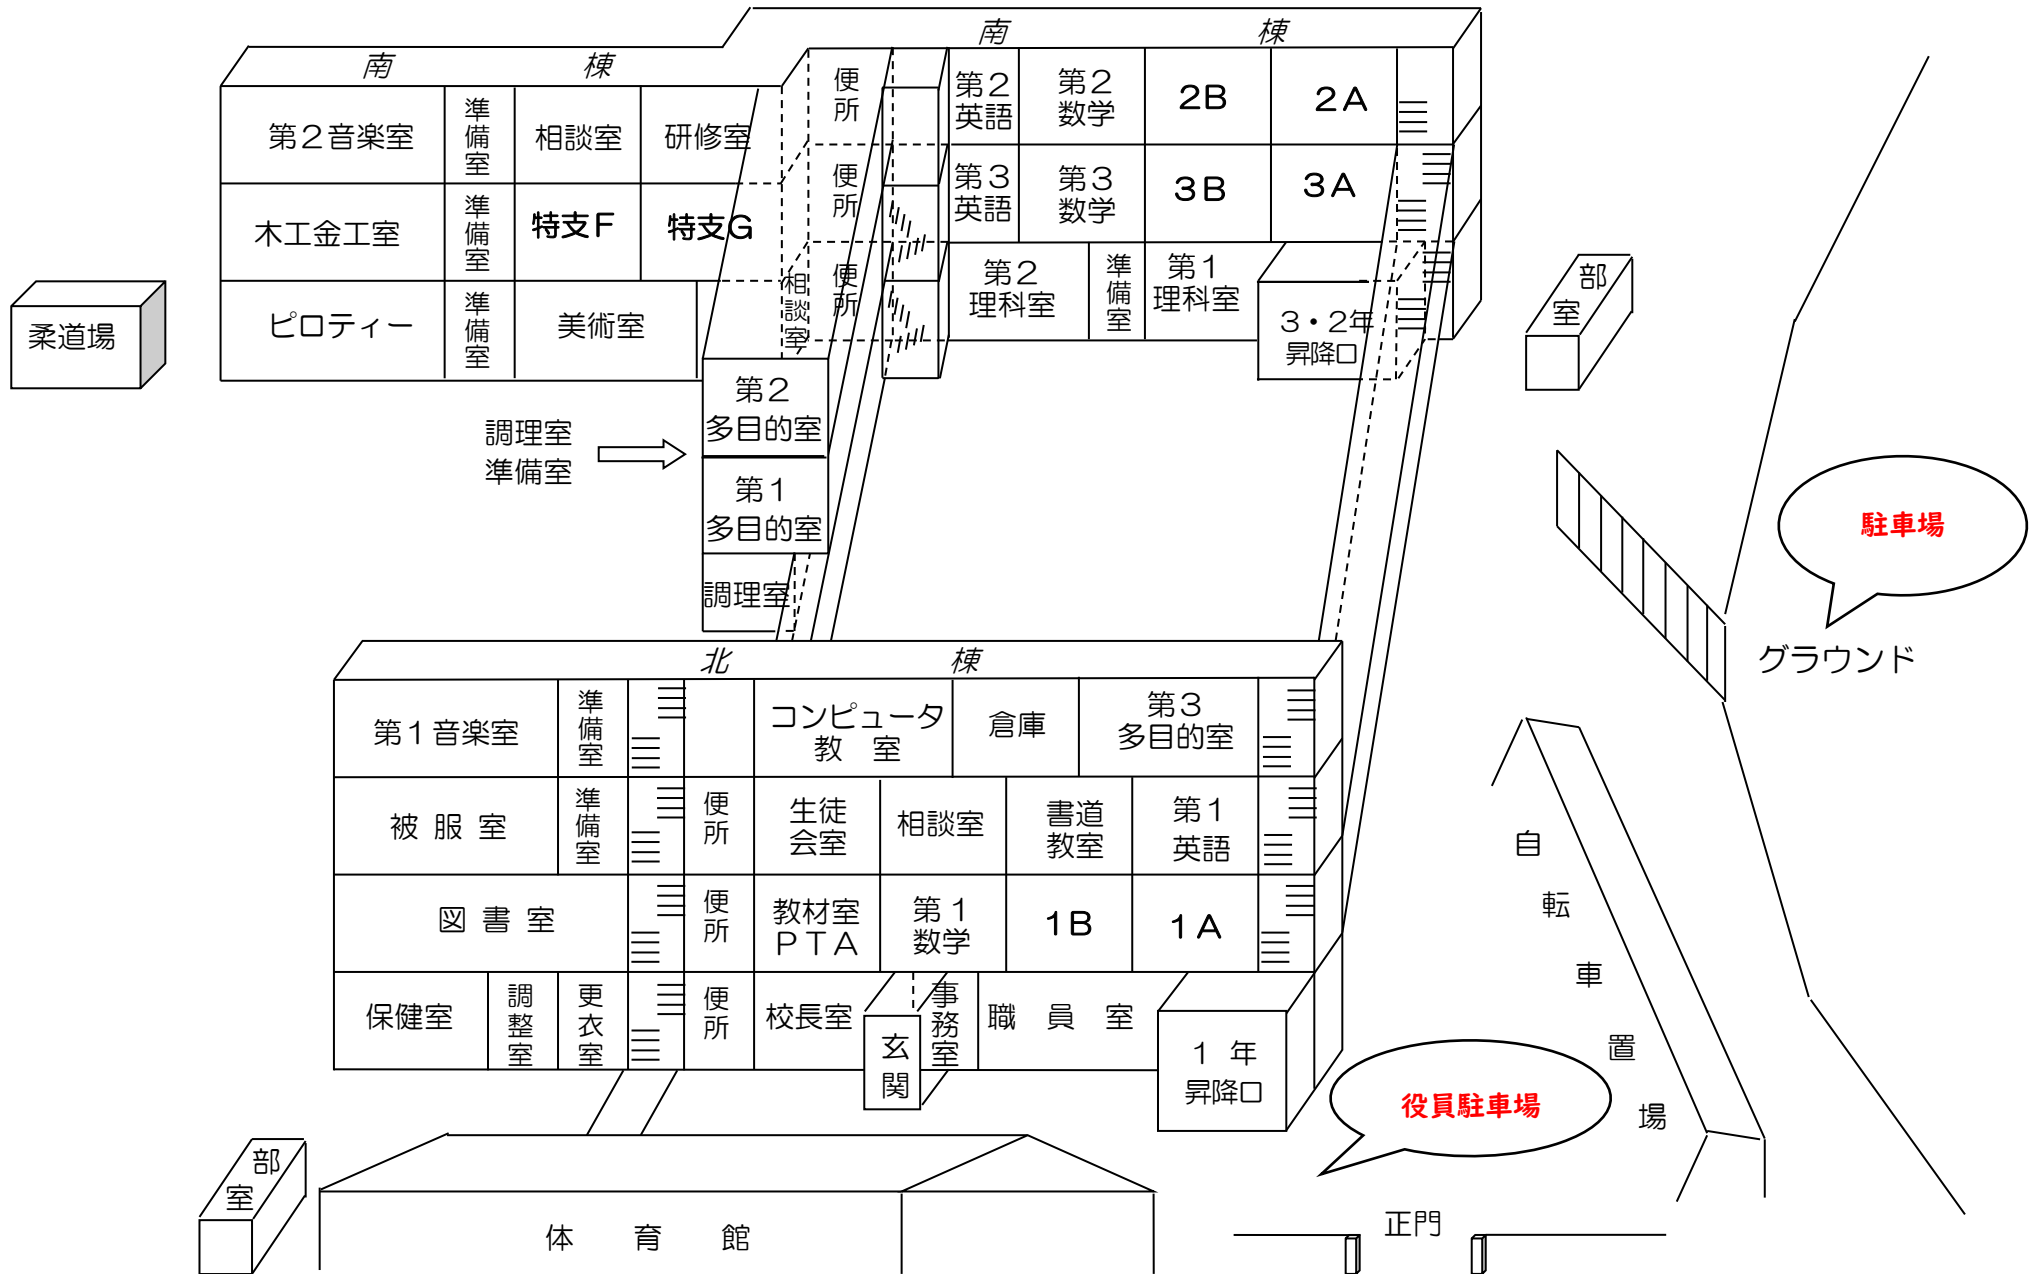 南　棟
南　棟
第２音楽室
準備室
相談室
研修室
便所
第２
英語
第２
数学
２Ｂ
２Ａ
木工金工室
準備室
特支Ｆ
特支Ｇ
便所
第３
英語
第３
数学
３Ｂ
３Ａ
ピロティー
準備室
美術室
相談室
便所
第２
理科室
準備室
第１
理科室
３・２年
昇降口
柔道場
部室
第２
多目的室
調理室
準備室
第１
多目的室
調理室
駐車場
グラウンド
北　棟
第１音楽室
準備室
コンピュータ
教　室
倉庫
第３
多目的室
被 服 室
準備室
便所
生徒
会室
相談室
書道
教室
第１
英語
図 書 室
便所
教材室
ＰＴＡ
第１
数学
１Ｂ
１Ａ
保健室
調整室
更衣室
便所
校長室
玄関
事務室
職　員　室
１ 年
昇降口
自転車置場
役員駐車場
部室
体　育　館
正門